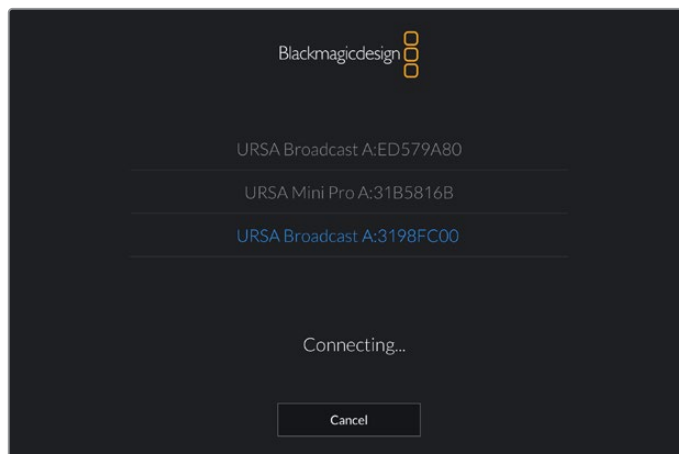 Blackmagicdesign
URSA Broadcast A:ED579A80
URSA Mini Pro A:31B5816B
URSA Broadcast A:3198FC00
Connecting...
Cancel